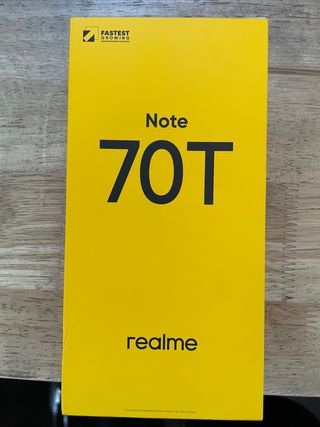 FASTEST
GROWING
Note
70T
realme